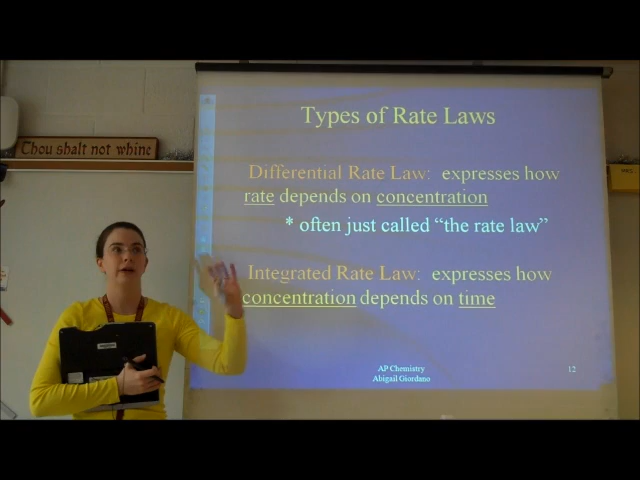 Types of Rate Laws
Thou shalt not whine
Differential Rate Law: expresses how
rate depends on concentration
* often just called "the rate law"
Integrated Rate Law: expresses how
concentration depends on time
AP Chemistry
Abigail Giordano
12